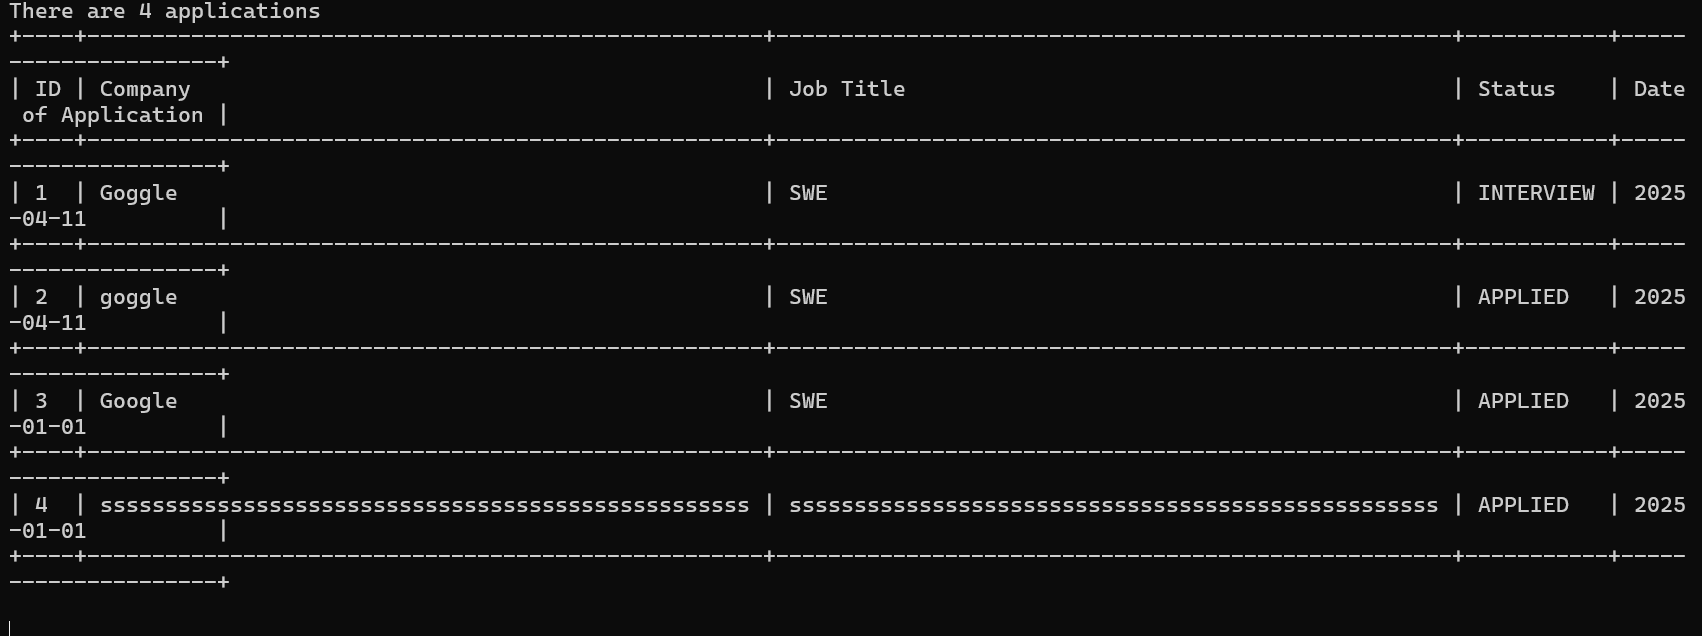 There are 4 applications
+----+----------------------------------------------------+----------------------------------------------------+-----------+-----
----------------+
| ID | Company                                            | Job Title                                          | Status    | Date
 of Application |
+----+----------------------------------------------------+----------------------------------------------------+-----------+-----
----------------+
| 1  | Goggle                                             | SWE                                                | INTERVIEW | 2025
-04-11          |
+----+----------------------------------------------------+----------------------------------------------------+-----------+-----
----------------+
| 2  | goggle                                             | SWE                                                | APPLIED   | 2025
-04-11          |
+----+----------------------------------------------------+----------------------------------------------------+-----------+-----
----------------+
| 3  | Google                                             | SWE                                                | APPLIED   | 2025
-01-01          |
+----+----------------------------------------------------+----------------------------------------------------+-----------+-----
----------------+
| 4  | ssssssssssssssssssssssssssssssssssssssssssssssssss | ssssssssssssssssssssssssssssssssssssssssssssssssss | APPLIED   | 2025
-01-01          |
+----+----------------------------------------------------+----------------------------------------------------+-----------+-----
----------------+